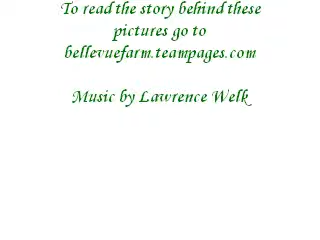 To read the story behind these
pictures go to
bellevuefarm.teampages.com
Music by Lawrence Welk